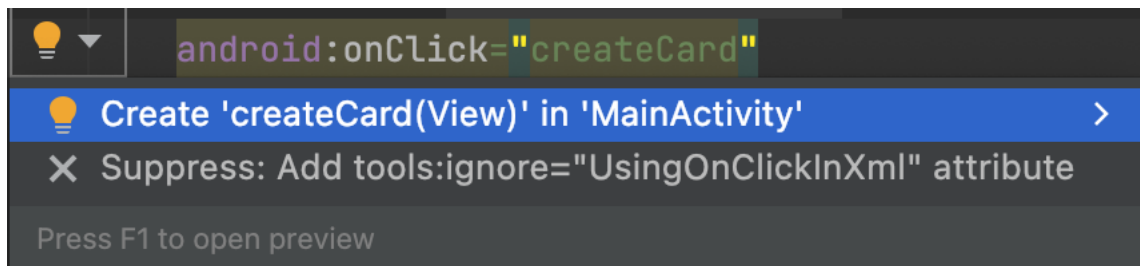 android:onClick="createCard"
Create 'createCard(View)' in 'MainActivity'
Suppress: Add tools:ignore="UsingOnClickInXml" attribute
Press F1 to open preview